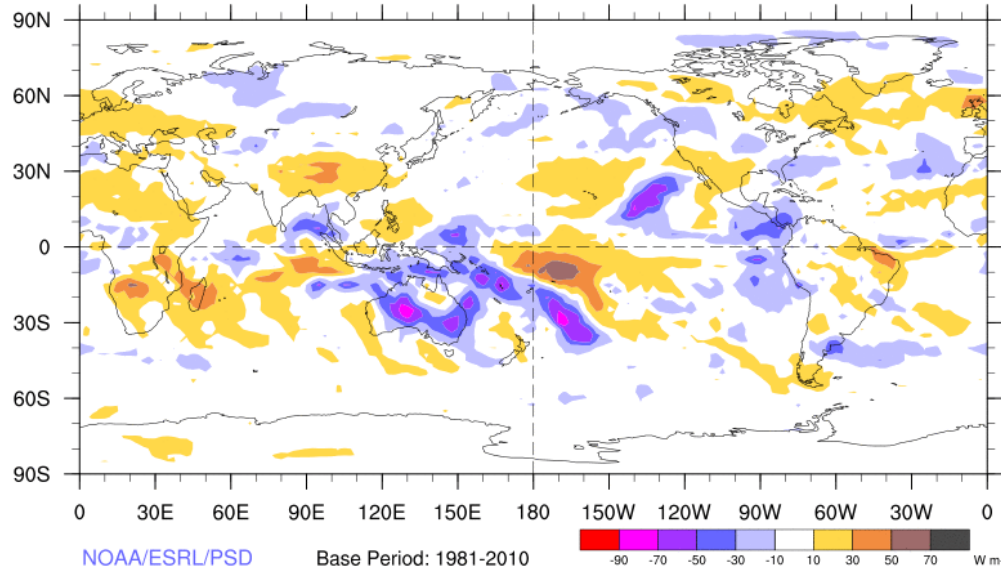 90N
60N
30N
0
30S
60S
90S
0 30E 60E 90E 120E 150E 180 150W 120W 90W 60W 30W 0
-90 -70 -50 -30 -10 10 30 50 70 W m
NOAA/ESRL/PSD Base Period: 1981-2010